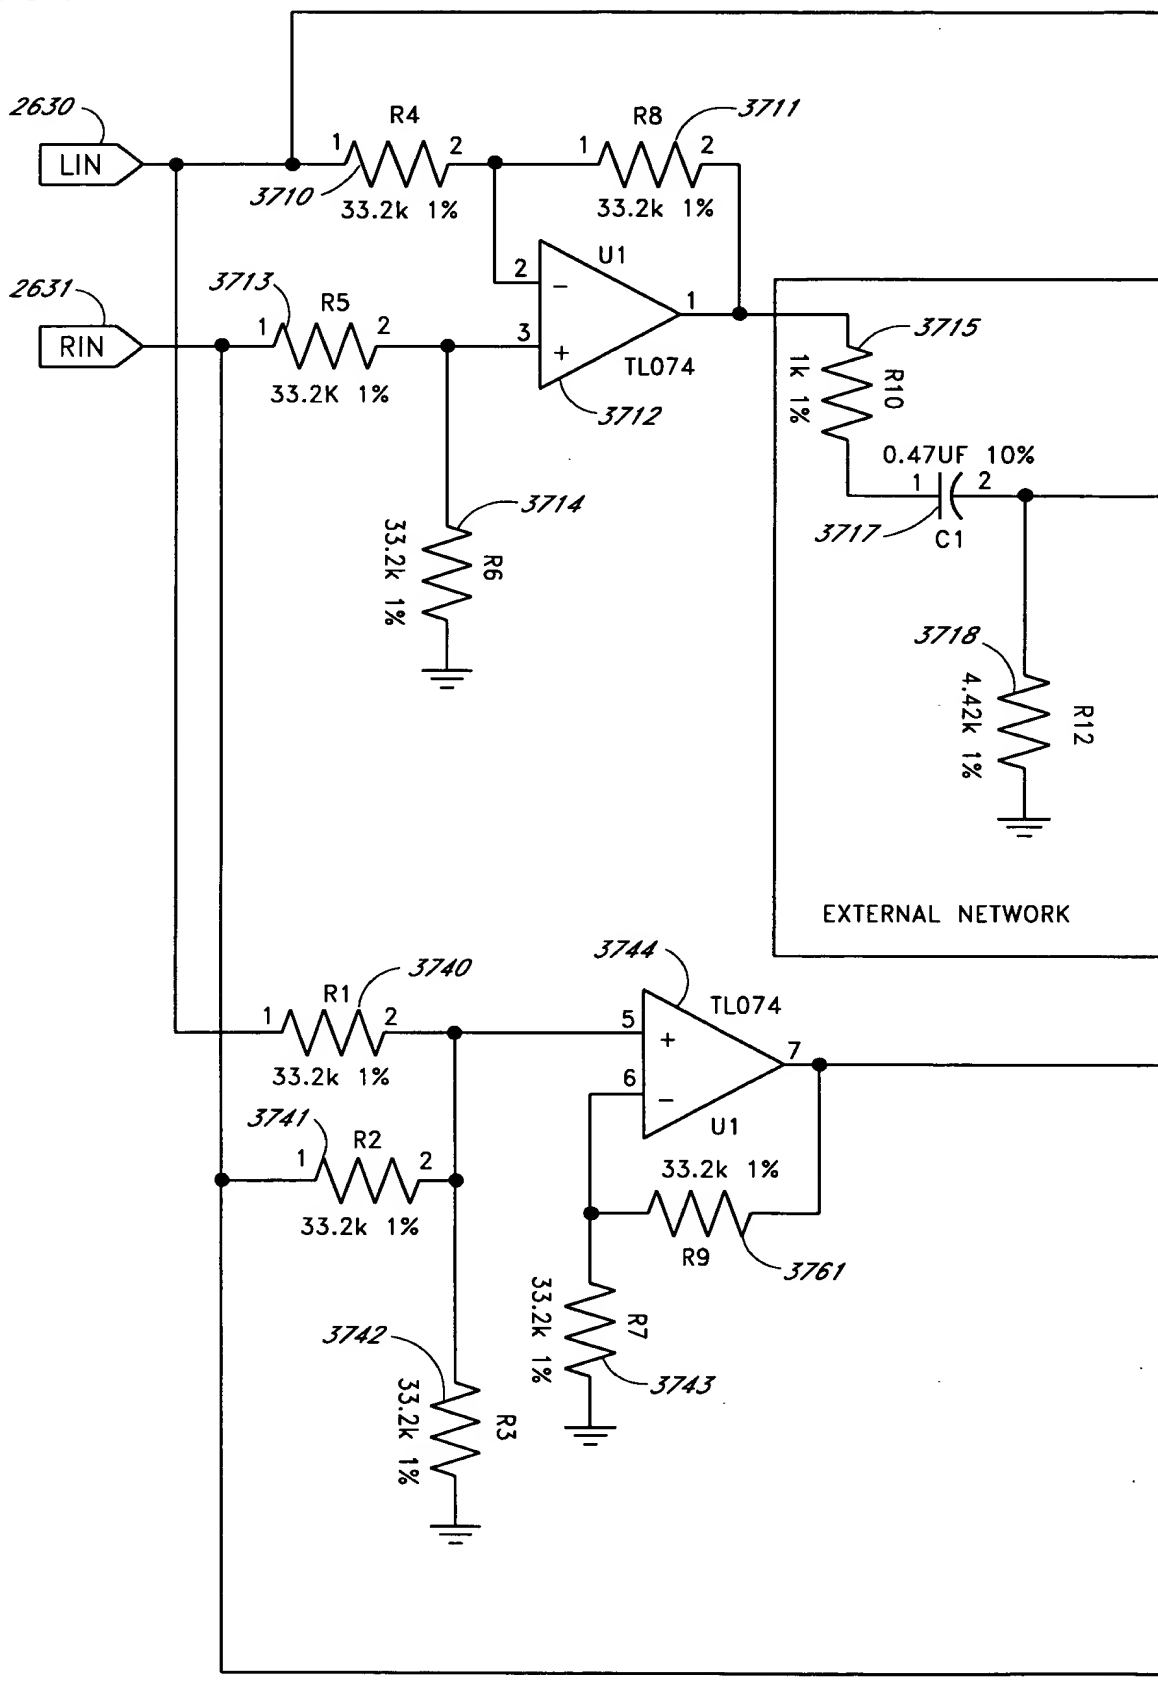 2630
LIN
1
R4
2
3710
33.2k 1%
1
R8
2
3711
33.2k 1%
2631
RIN
3713
1
R5
2
33.2K 1%
U1
2
−
3
+
1
TL074
3712
3715
R10
1k 1%
0.47UF 10%
1
2
3717
C1
3714
33.2k 1%
R6
3718
4.42k 1%
R12
EXTERNAL NETWORK
3744
TL074
3740
1
R1
2
33.2k 1%
5
+
6
−
7
U1
3741
1
R2
2
33.2k 1%
33.2k 1%
R9
3761
3742
33.2k 1%
R3
33.2k 1%
R7
3743